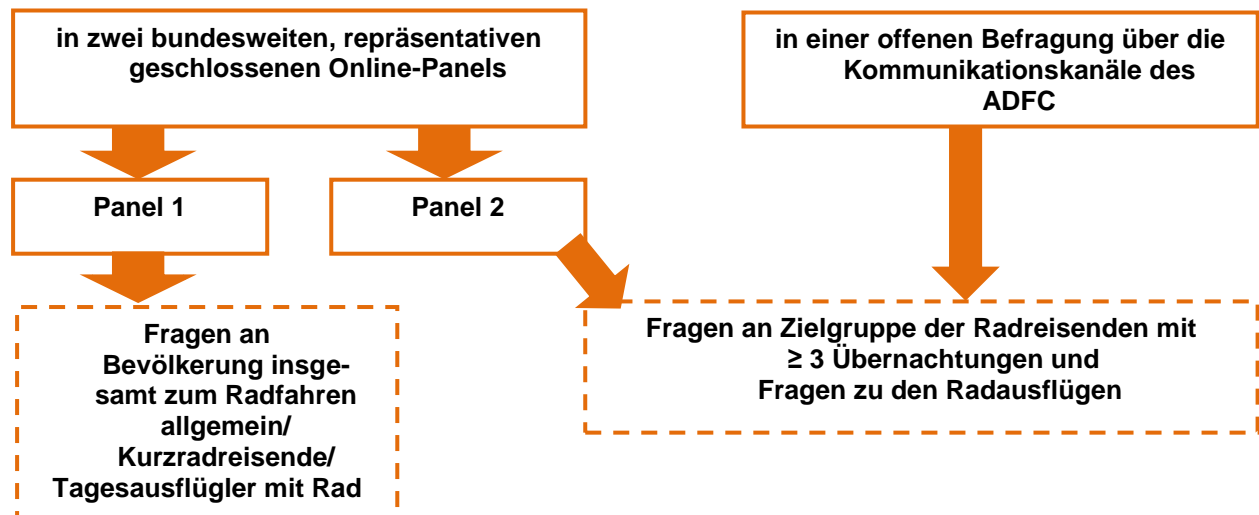 in zwei bundesweiten, repräsentativen
geschlossenen Online-Panels
in einer offenen Befragung über die
Kommunikationskanäle des
ADFC
Panel 1
Panel 2
Fragen an
Bevölkerung insge-
samt zum Radfahren
allgemein/
Kurzradreisende/
Tagesausflügler mit Rad
Fragen an Zielgruppe der Radreisenden mit
≥ 3 Übernachtungen und
Fragen zu den Radausflügen